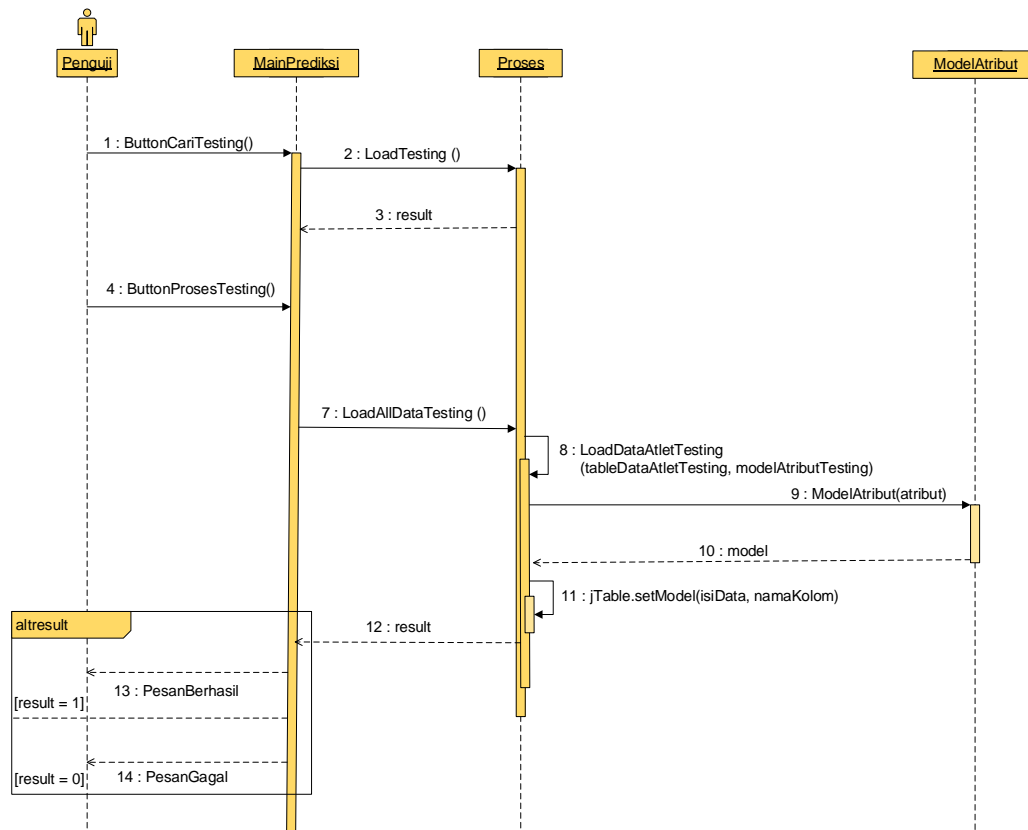 Penguji
MainPrediksi
Proses
ModelAtribut
1 : ButtonCariTesting()
2 : LoadTesting ()
3 : result
4 : ButtonProsesTesting()
7 : LoadAllDataTesting ()
8 : LoadDataAtletTesting
(tableDataAtletTesting, modelAtributTesting)
9 : ModelAtribut(atribut)
10 : model
11 : jTable.setModel(isiData, namaKolom)
altresult
12 : result
13 : PesanBerhasil
[result = 1]
14 : PesanGagal
[result = 0]